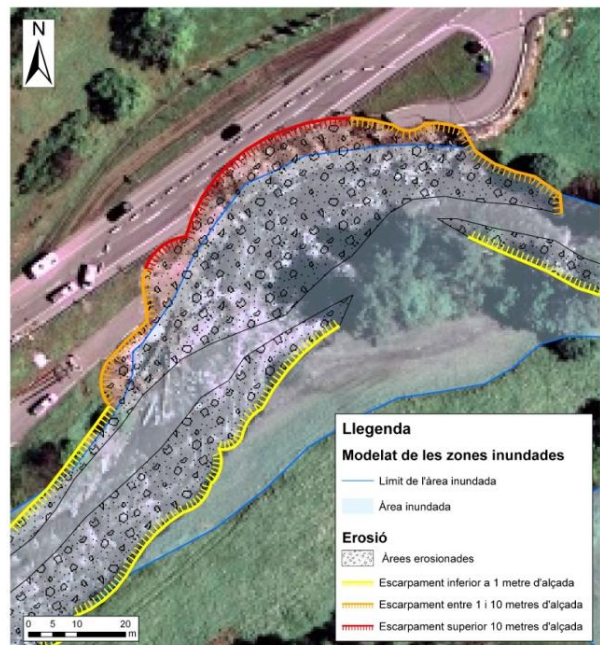 N
Llegenda
Modelat de les zones inundades
Límit de l'àrea inundada
Àrea inundada
Erosió
Àrees erosionades
Escarpament inferior a 1 metre d'alçada
Escarpament entre 1 i 10 metres d'alçada
Escarpament superior 10 metres d'alçada
0 5 10 20
m